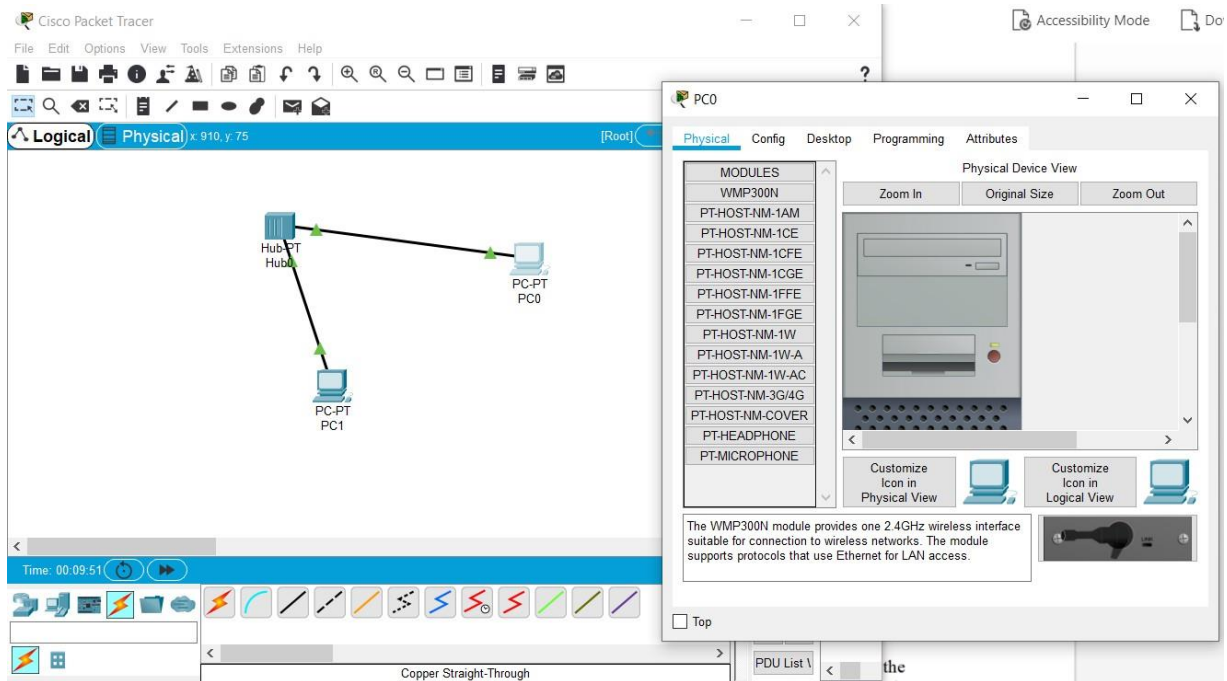 Cisco Packet Tracer
File Edit Options View Tools Extensions Help
?
Logical Physical x: 910, y: 75 [Root]
Hub-PT
Hub0
PC-PT
PC0
PC-PT
PC1
Time: 00:09:51
Copper Straight-Through
PDU List
Accessibility Mode
Do
PC0
Physical Config Desktop Programming Attributes
MODULES
WMP300N
PT-HOST-NM-1AM
PT-HOST-NM-1CE
PT-HOST-NM-1CFE
PT-HOST-NM-1CGE
PT-HOST-NM-1FFE
PT-HOST-NM-1FGE
PT-HOST-NM-1W
PT-HOST-NM-1W-A
PT-HOST-NM-1W-AC
PT-HOST-NM-3G/4G
PT-HOST-NM-COVER
PT-HEADPHONE
PT-MICROPHONE
Physical Device View
Zoom In Original Size Zoom Out
Customize
Icon in
Physical View
Customize
Icon in
Logical View
The WMP300N module provides one 2.4GHz wireless interface
suitable for connection to wireless networks. The module
supports protocols that use Ethernet for LAN access.
Top
the